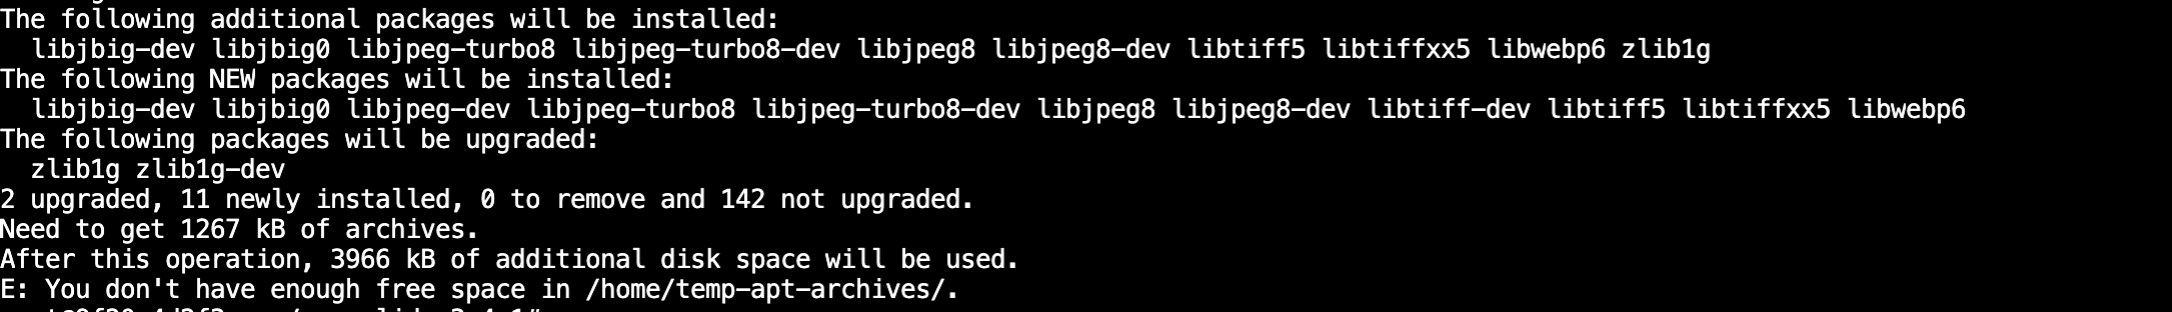 The following additional packages will be installed:
libjbig-dev libjbig0 libjpeg-turbo8 libjpeg-turbo8-dev libjpeg8 libjpeg8-dev libtiff5 libtiffxx5 libwebp6 zlib1g
The following NEW packages will be installed:
libjbig-dev libjbig0 libjpeg-dev libjpeg-turbo8 libjpeg-turbo8-dev libjpeg8 libjpeg8-dev libtiff-dev libtiff5 libtiffxx5 libwebp6
The following packages will be upgraded:
zlib1g zlib1g-dev
2 upgraded, 11 newly installed, 0 to remove and 142 not upgraded.
Need to get 1267 kB of archives.
After this operation, 3966 kB of additional disk space will be used.
E: You don't have enough free space in /home/temp-apt-archives/.